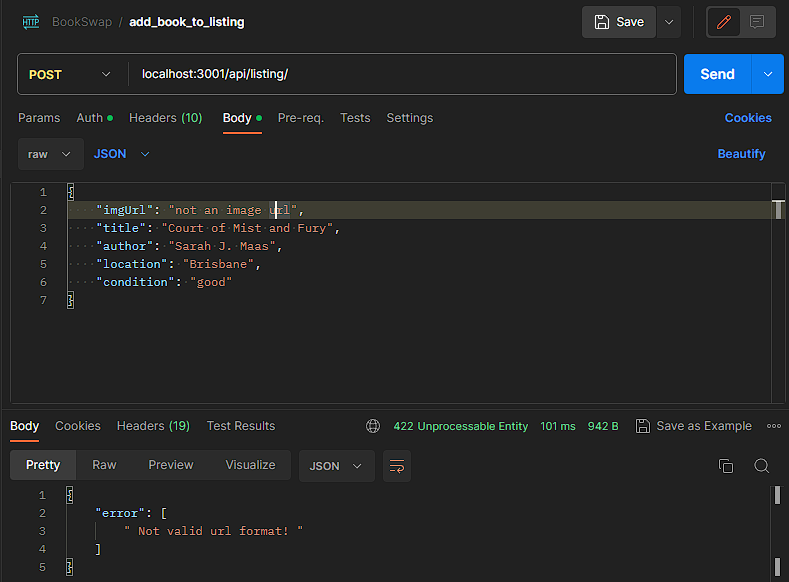 HTTP BookSwap / add_book_to_listing Save
POST localhost:3001/api/listing/ Send
Params Auth Headers (10) Body Pre-req. Tests Settings Cookies
raw JSON Beautify
1 {
2 "imgUrl": "not an image url",
3 "title": "Court of Mist and Fury",
4 "author": "Sarah J. Maas",
5 "location": "Brisbane",
6 "condition": "good"
7 }
Body Cookies Headers (19) Test Results 422 Unprocessable Entity 101 ms 942 B Save as Example
Pretty Raw Preview Visualize JSON
1 {
2 "error": [
3 " Not valid url format! "
4 ]
5 }